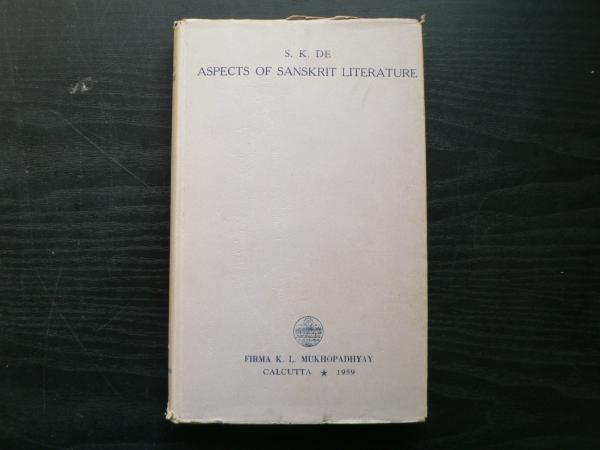 S. K. DE
ASPECTS OF SANSKRIT LITERATURE
FIRMA K. L. MUKHOPADHYAY
CALCUTTA ★ 1959